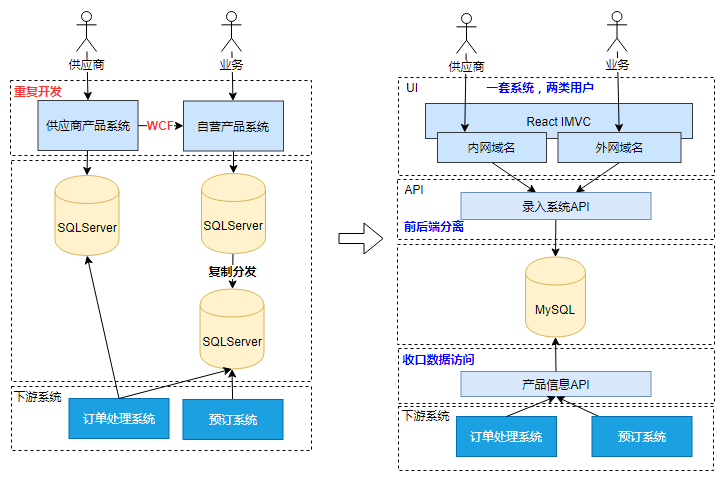 供应商
业务
重复开发
供应商产品系统
WCF
自营产品系统
SQLServer
SQLServer
复制分发
SQLServer
下游系统
订单处理系统
预订系统
供应商
业务
UI
一套系统，两类用户
React IMVC
内网域名
外网域名
API
录入系统API
前后端分离
MySQL
收口数据访问
产品信息API
下游系统
订单处理系统
预订系统